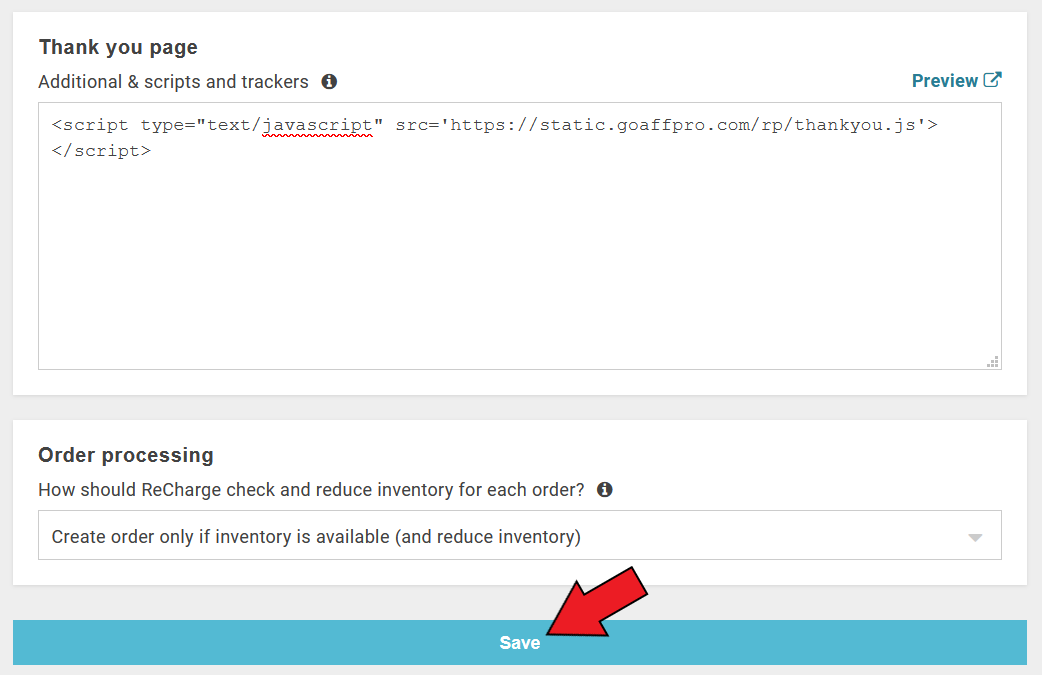 Thank you page
Additional & scripts and trackers
Preview
<script type="text/javascript" src='https://static.goaffpro.com/rp/thankyou.js'>
</script>
Order processing
How should ReCharge check and reduce inventory for each order?
Create order only if inventory is available (and reduce inventory)
Save